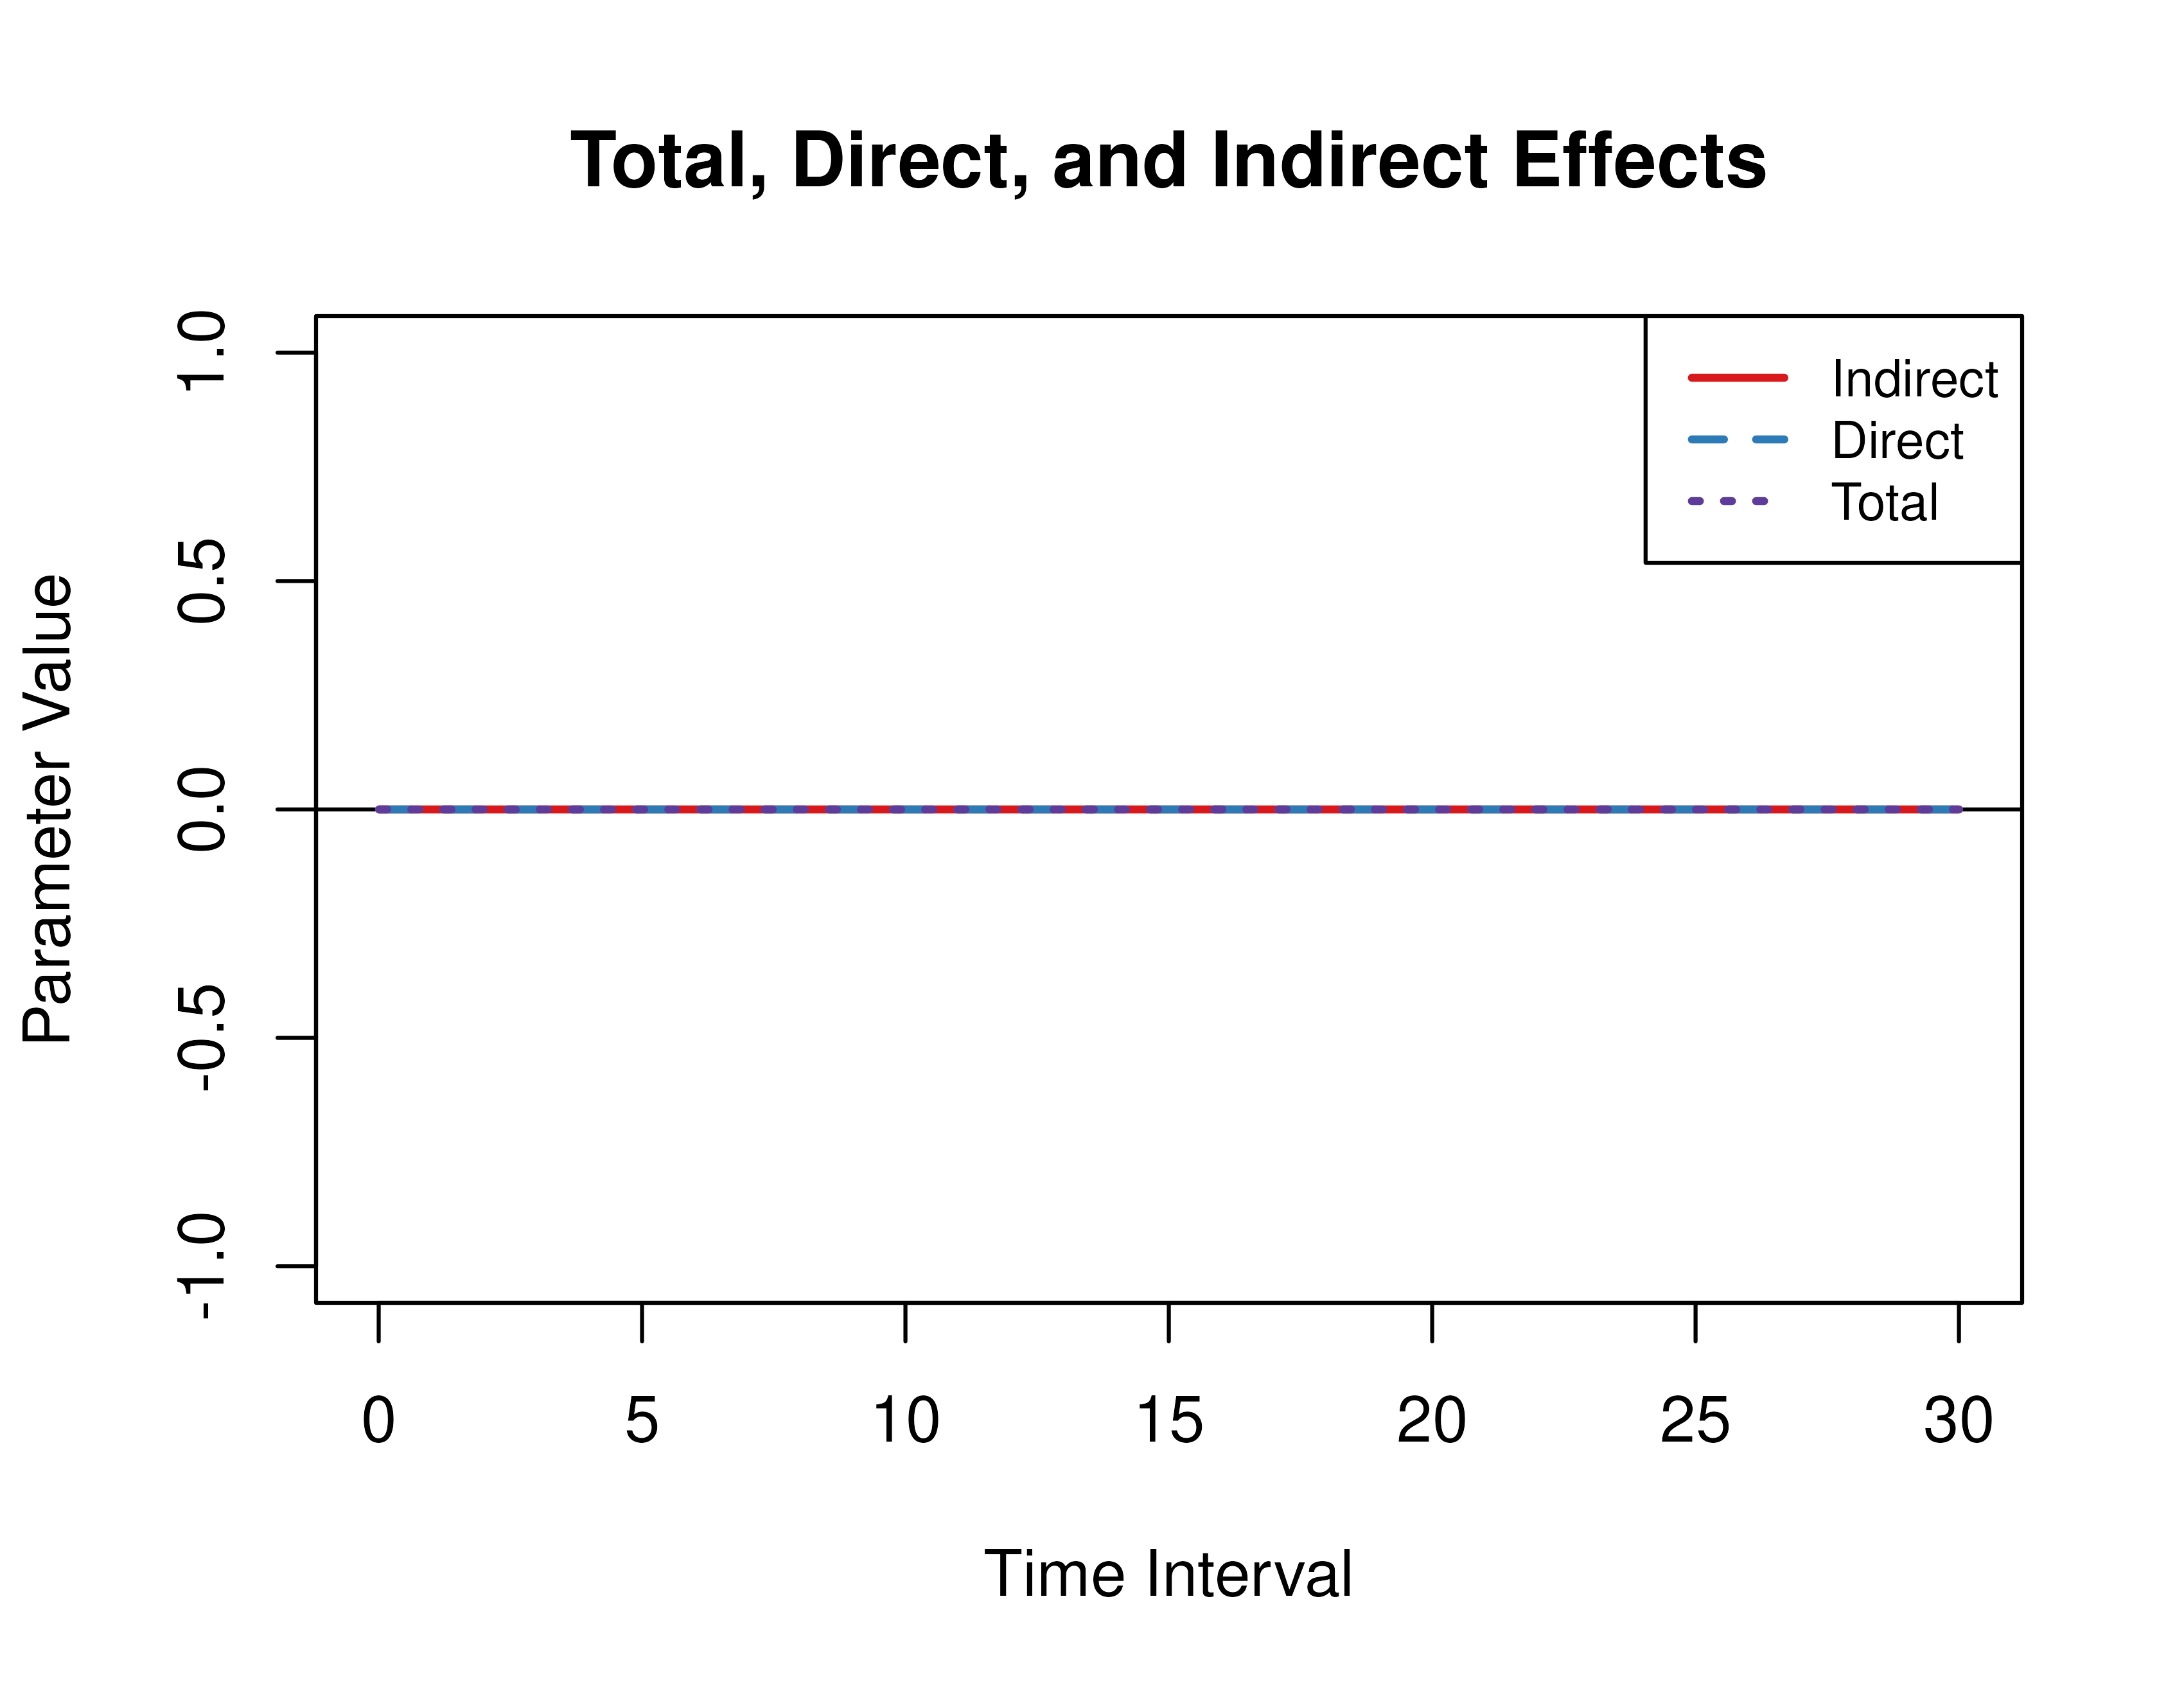 Total, Direct, and Indirect Effects
Indirect
Direct
Total
Parameter Value
1.0
0.5
0.0
-0.5
-1.0
0 5 10 15 20 25 30
Time Interval